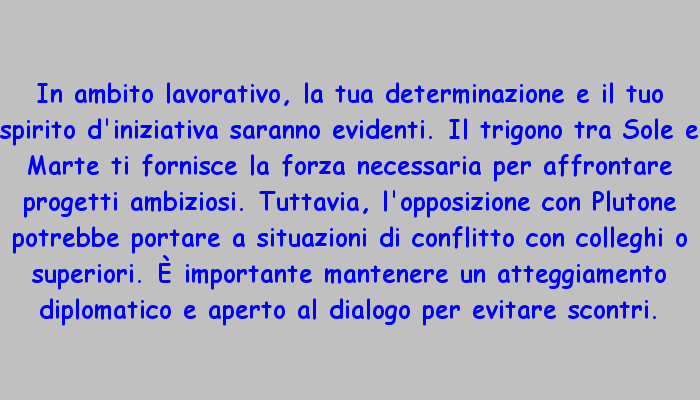 In ambito lavorativo, la tua determinazione e il tuo
spirito d'iniziativa saranno evidenti. Il trigono tra Sole e
Marte ti fornisce la forza necessaria per affrontare
progetti ambiziosi. Tuttavia, l'opposizione con Plutone
potrebbe portare a situazioni di conflitto con colleghi o
superiori. È importante mantenere un atteggiamento
diplomatico e aperto al dialogo per evitare scontri.